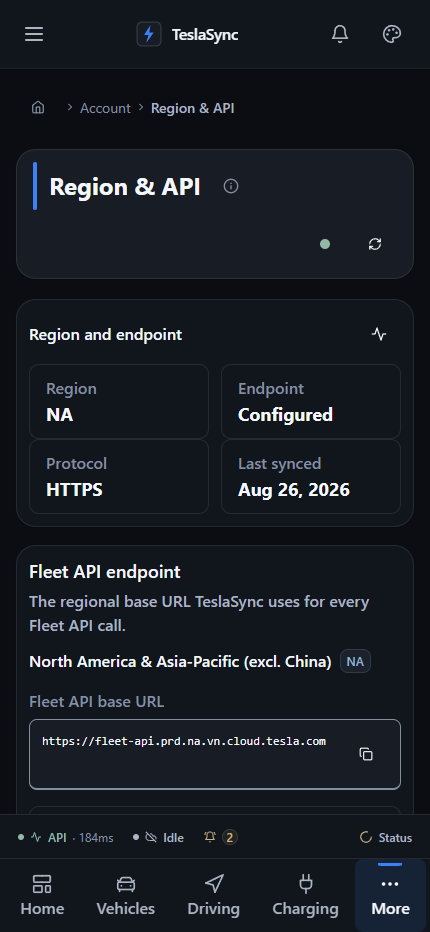 TeslaSync
Account
Region & API
Region & API
Region and endpoint
Region
NA
Endpoint
Configured
Protocol
HTTPS
Last synced
Aug 26, 2026
Fleet API endpoint
The regional base URL TeslaSync uses for every
Fleet API call.
North America & Asia-Pacific (excl. China) NA
Fleet API base URL
https://fleet-api.prd.na.vn.cloud.tesla.com
API · 184ms
Idle
2
Status
Home
Vehicles
Driving
Charging
More